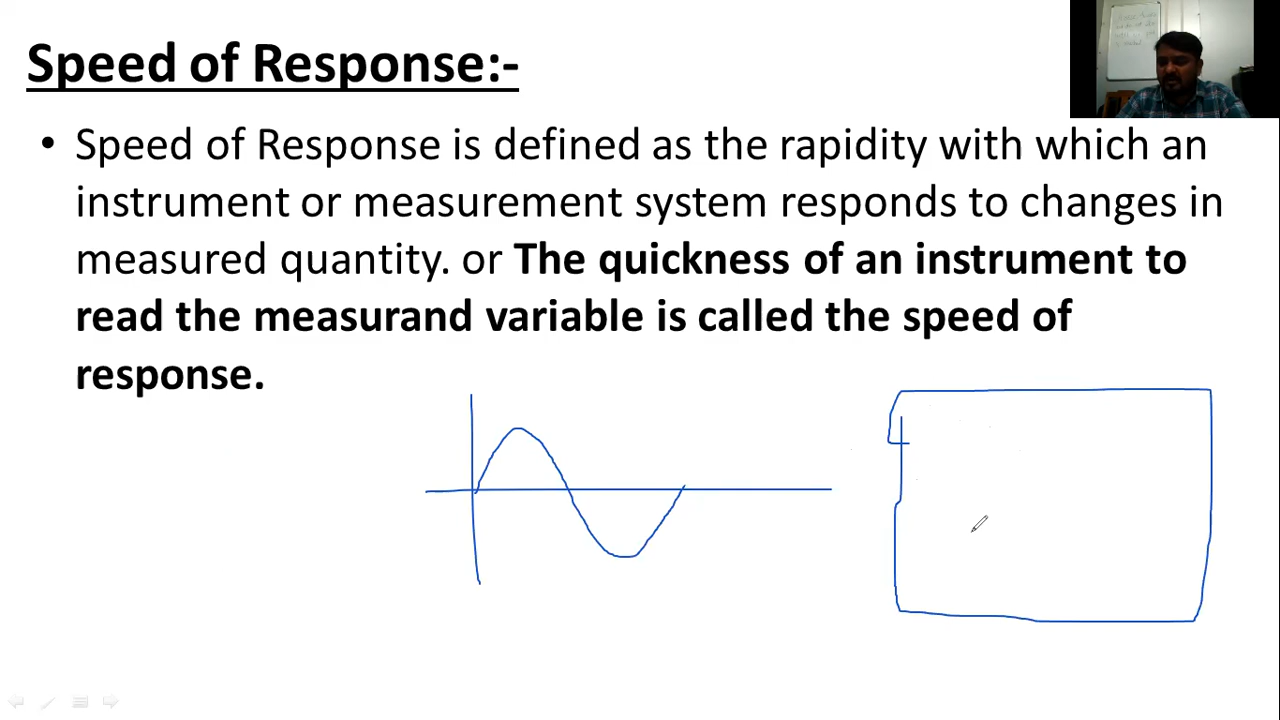 Speed of Response:-
• Speed of Response is defined as the rapidity with which an
instrument or measurement system responds to changes in
measured quantity. or The quickness of an instrument to
read the measurand variable is called the speed of
response.